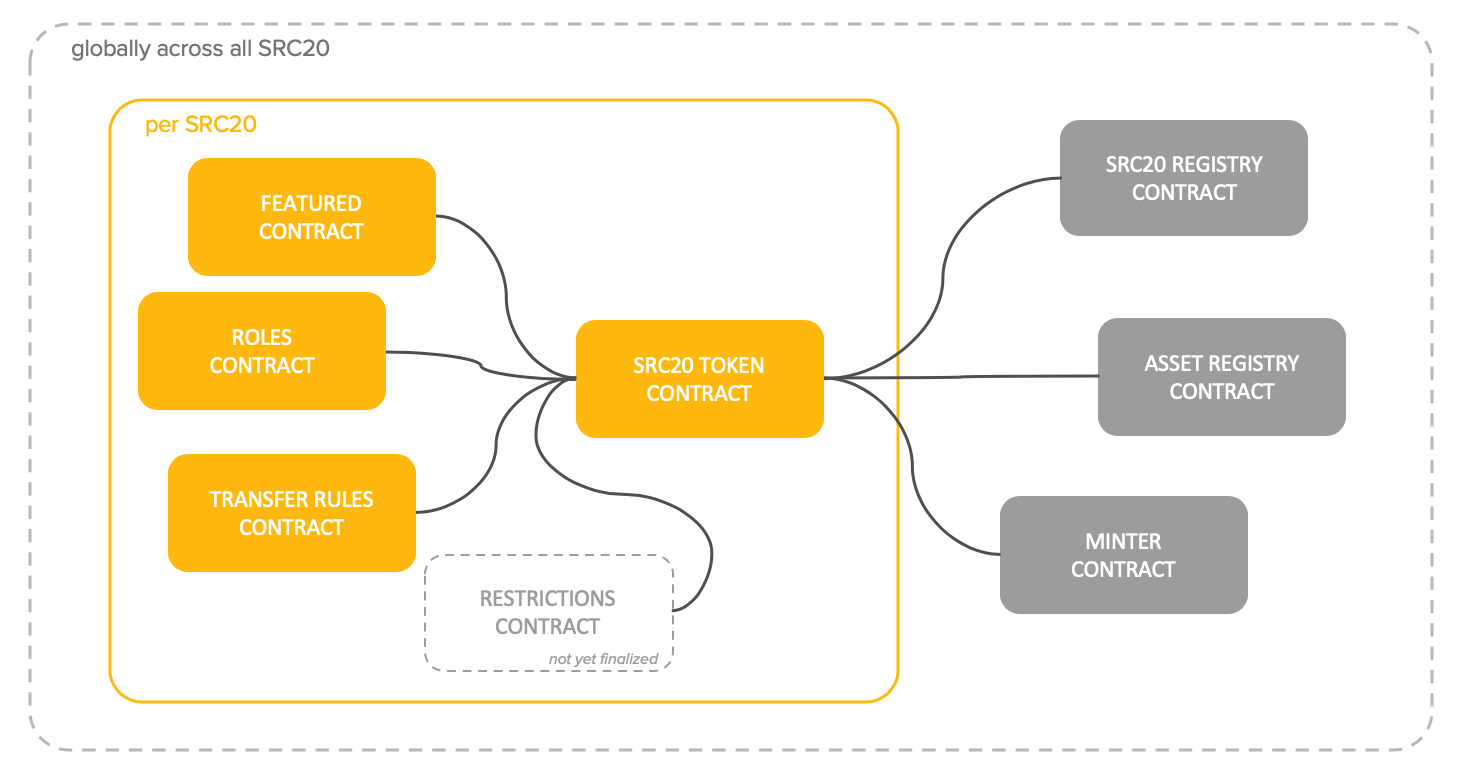 globally across all SRC20
per SRC20
FEATURED
CONTRACT
ROLES
CONTRACT
TRANSFER RULES
CONTRACT
RESTRICTIONS
CONTRACT
not yet finalized
SRC20 TOKEN
CONTRACT
SRC20 REGISTRY
CONTRACT
ASSET REGISTRY
CONTRACT
MINTER
CONTRACT